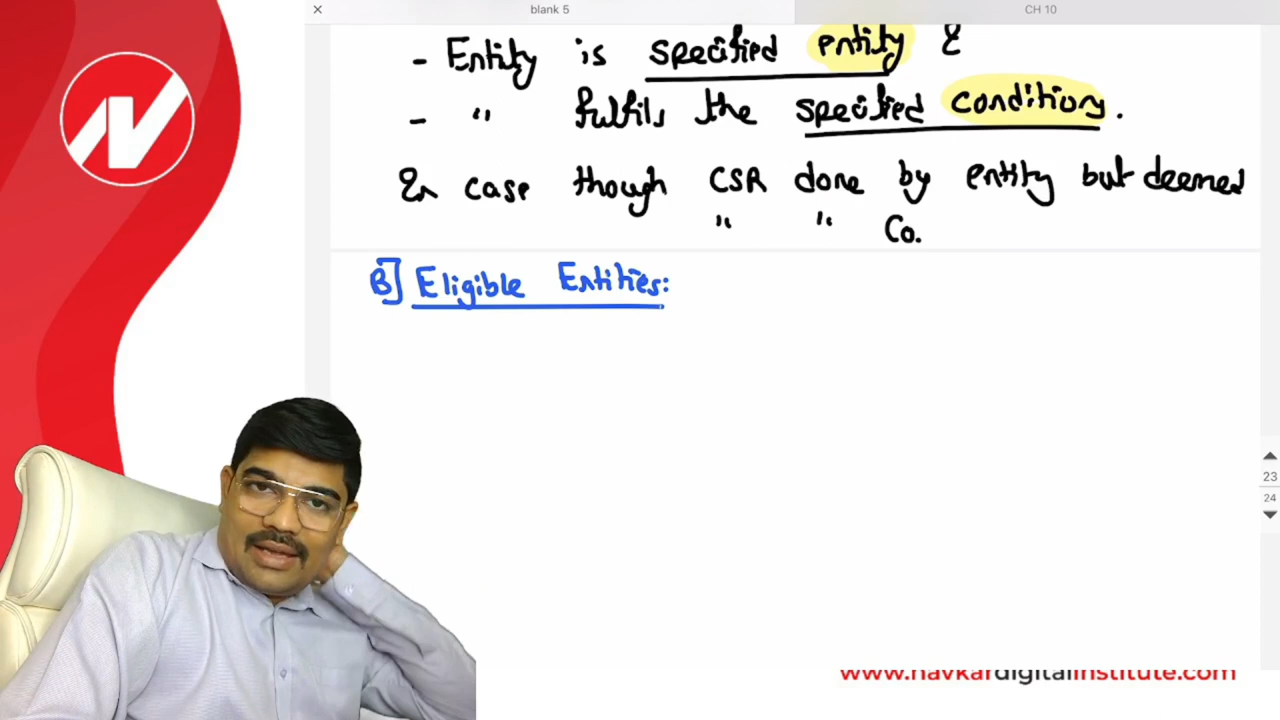 blank 5
CH 10
- Entity is specified entity &
- " fulfils the specified condition.
In case though CSR done by entity but deemed
" " Co.
B] Eligible Entities:
23
24
www.navkardigitalinstitute.com